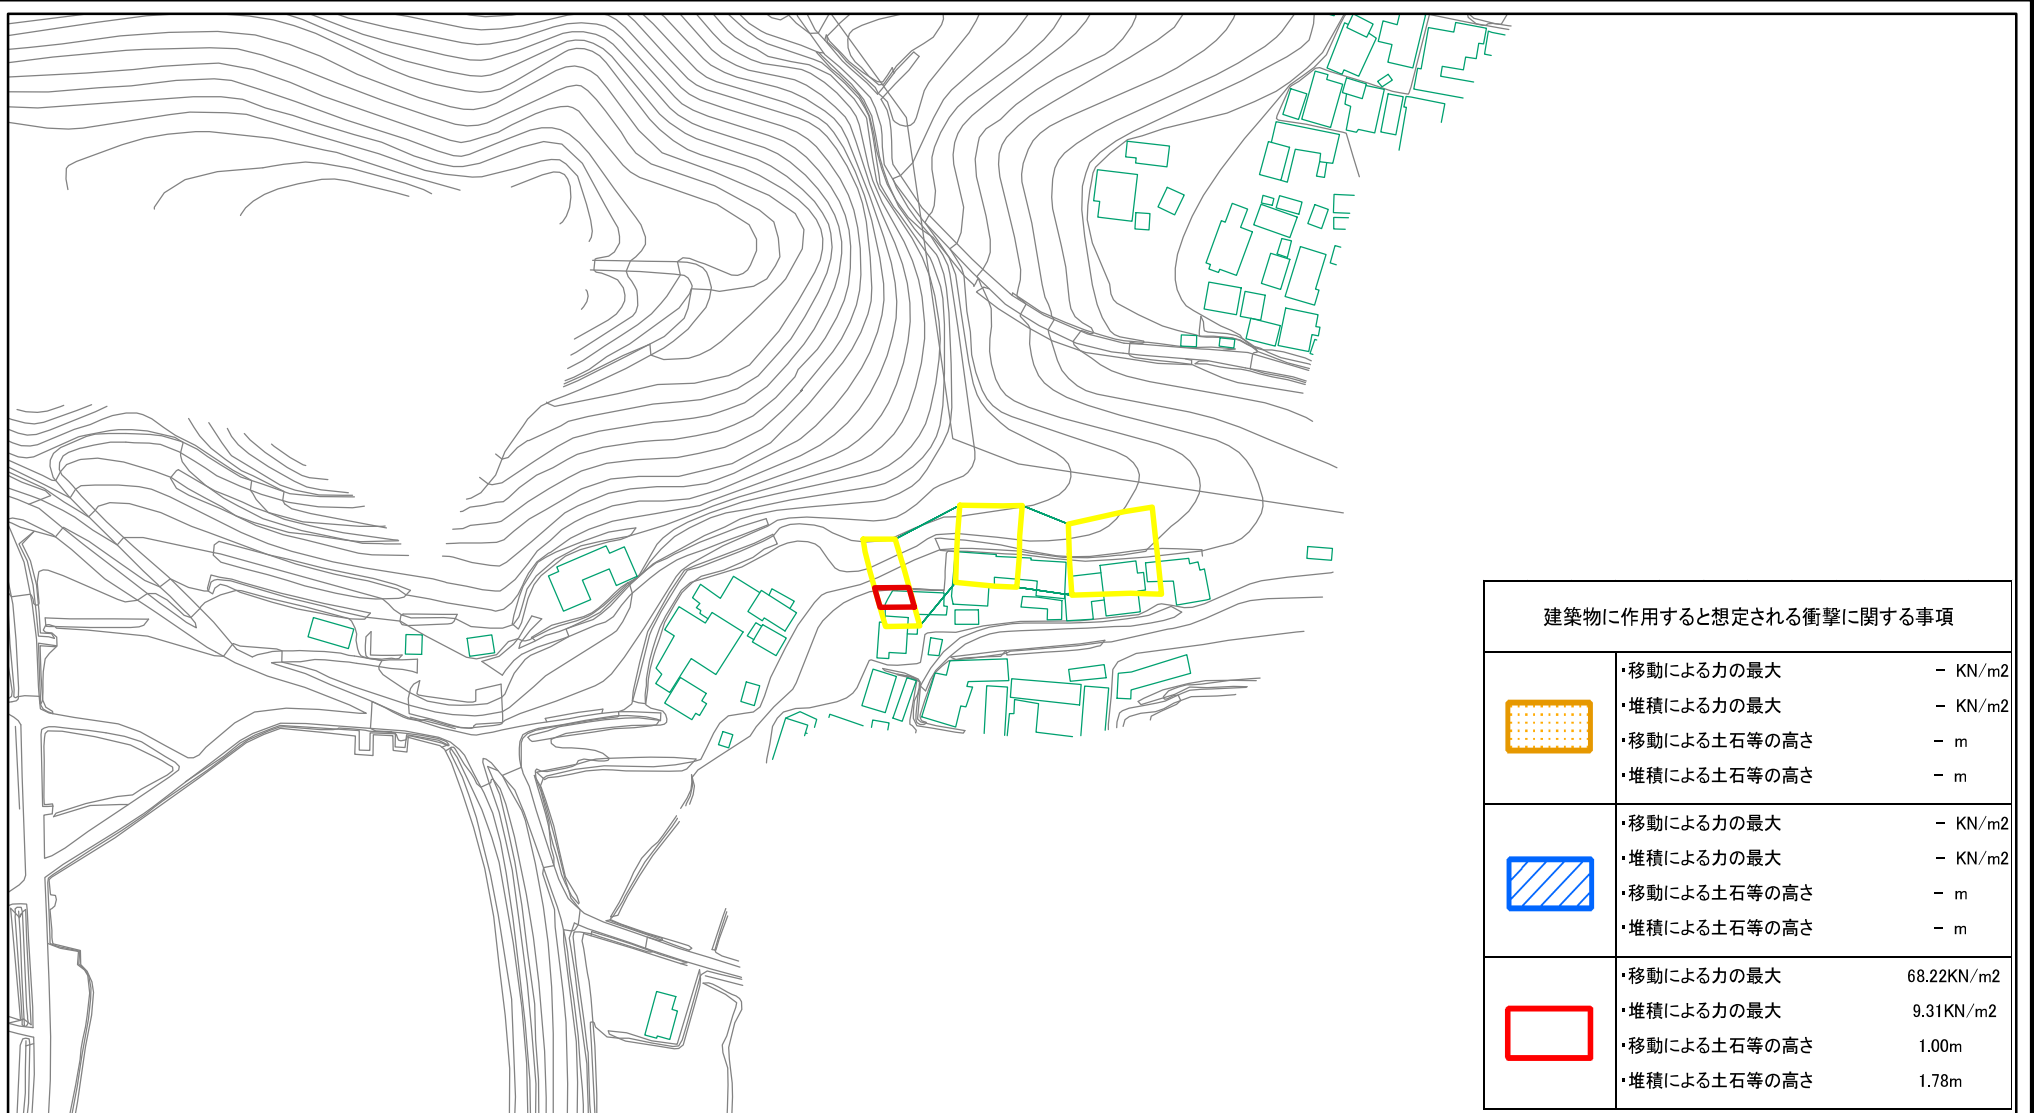 建築物に作用すると想定される衝撃に関する事項
・移動による力の最大 － KN/m2
・堆積による力の最大 － KN/m2
・移動による土石等の高さ － m
・堆積による土石等の高さ － m
・移動による力の最大 － KN/m2
・堆積による力の最大 － KN/m2
・移動による土石等の高さ － m
・堆積による土石等の高さ － m
・移動による力の最大 68.22KN/m2
・堆積による力の最大 9.31KN/m2
・移動による土石等の高さ 1.00m
・堆積による土石等の高さ 1.78m